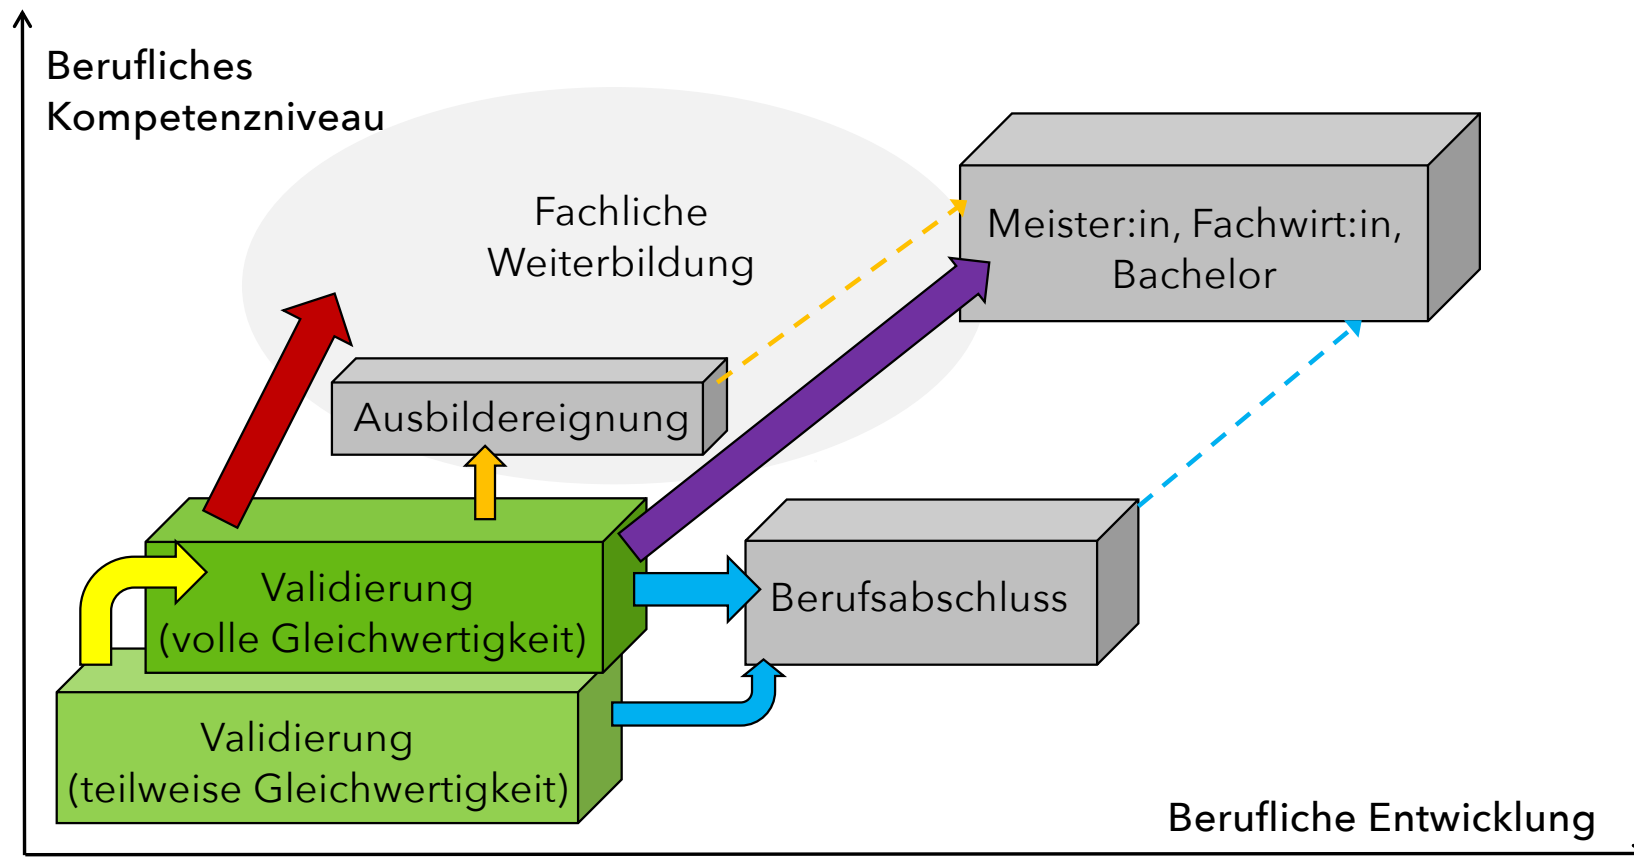 Berufliches
Kompetenzniveau
Fachliche
Weiterbildung
Meister:in, Fachwirt:in,
Bachelor
Ausbildereignung
Validierung
(volle Gleichwertigkeit)
Berufsabschluss
Validierung
(teilweise Gleichwertigkeit)
Berufliche Entwicklung